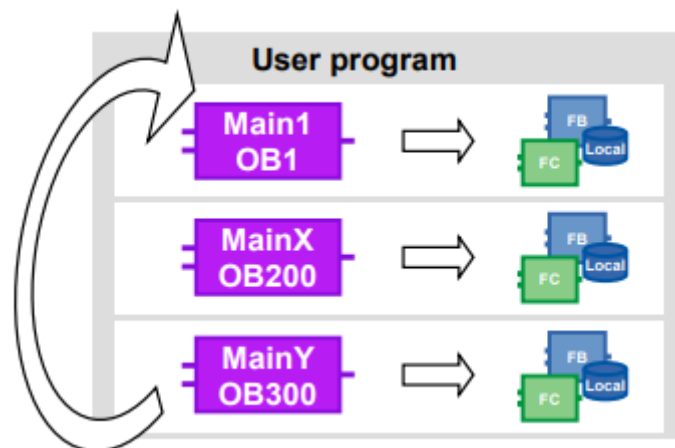 User program
Main1
OB1
FB
Local
FC
MainX
OB200
FB
Local
FC
MainY
OB300
FB
Local
FC